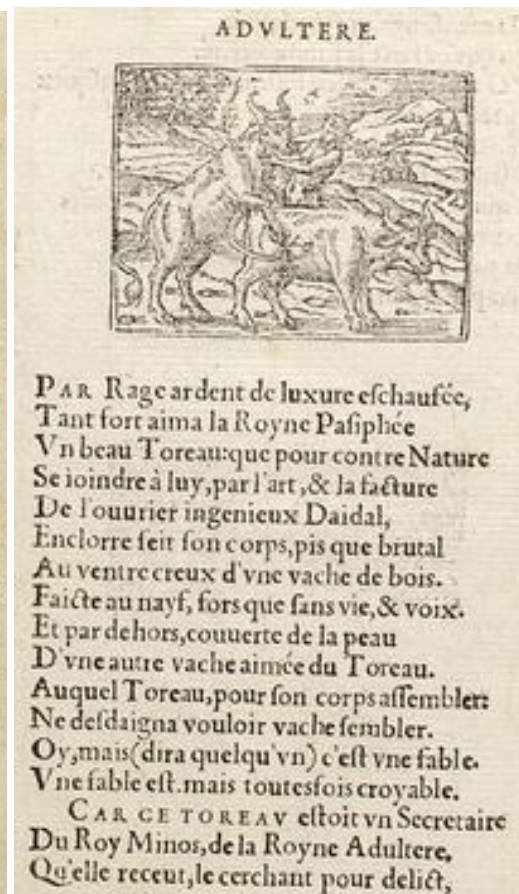 ADVLTERE.
PAR Rage ardent de luxure eſchaufée,
Tant fort aima la Royne Paſiphée
Vn beau Toreau:que pour contre Nature
Se ioindre à luy,par l'art,& la facture
De l'ouurier ingenieux Daidal,
Enclorre feit ſon corps,pis que brutal
Au ventre creux d'vne vache de bois.
Faicte au nayf, fors que ſans vie,& voix.
Et par dehors,couuerte de la peau
D'vne autre vache aimée du Toreau.
Auquel Toreau,pour ſon corps aſſembler:
Ne deſdaigna vouloir vache ſembler.
Oy,mais(dira quelqu'vn) c'eſt vne fable.
Vne fable eſt.mais toutesfois croyable.
CAR CE TOREAV eſtoit vn Secretaire
Du Roy Minos,de la Royne Adultere,
Qu'elle receut,le cerchant pour delict,